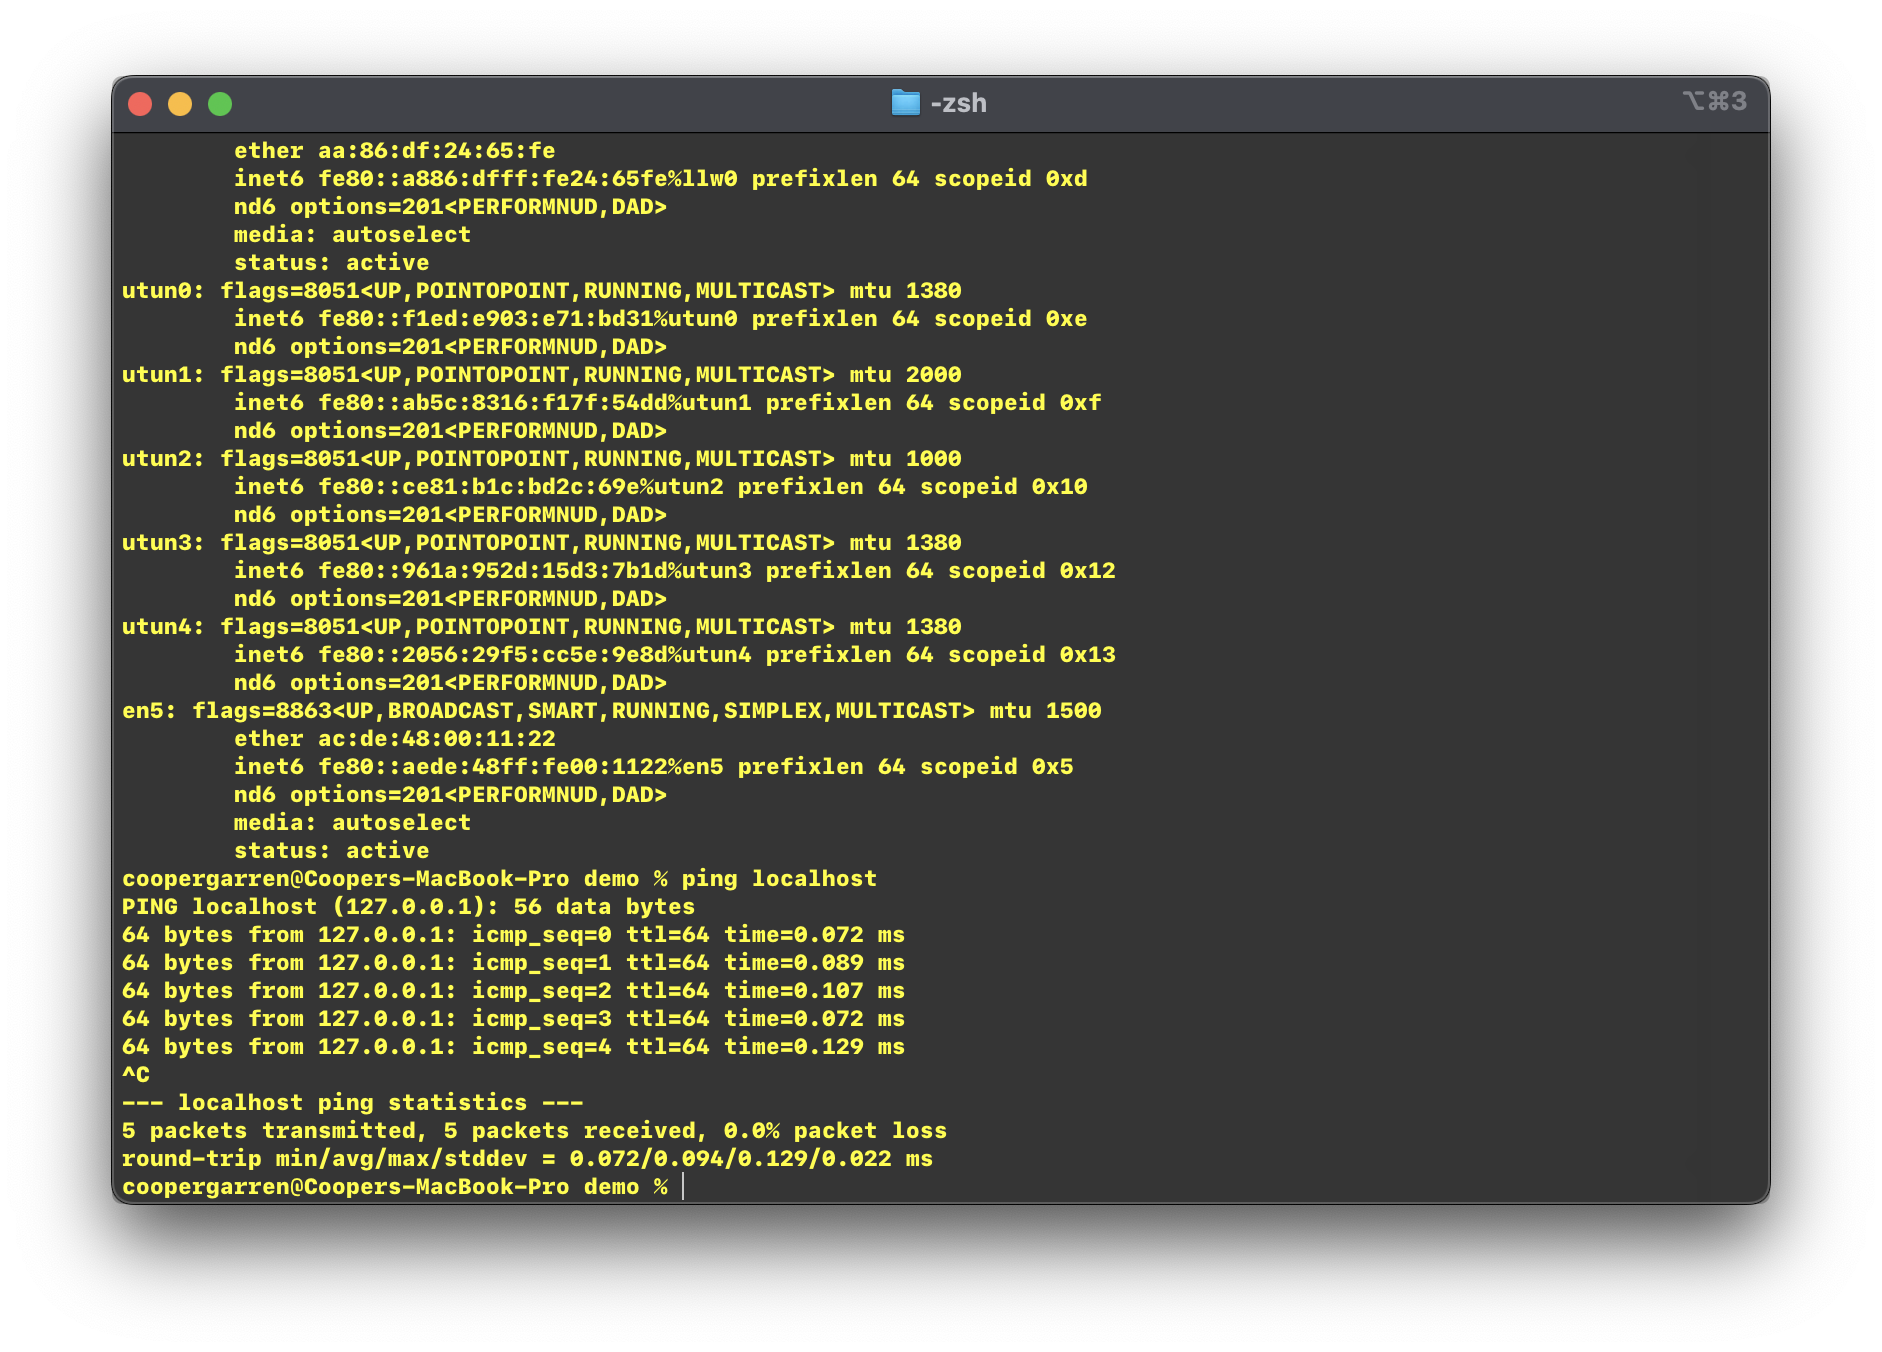 -zsh
⌥⌘3
ether aa:86:df:24:65:fe
inet6 fe80::a886:dfff:fe24:65fe%llw0 prefixlen 64 scopeid 0xd
nd6 options=201<PERFORMNUD,DAD>
media: autoselect
status: active
utun0: flags=8051<UP,POINTOPOINT,RUNNING,MULTICAST> mtu 1380
inet6 fe80::f1ed:e903:e71:bd31%utun0 prefixlen 64 scopeid 0xe
nd6 options=201<PERFORMNUD,DAD>
utun1: flags=8051<UP,POINTOPOINT,RUNNING,MULTICAST> mtu 2000
inet6 fe80::ab5c:8316:f17f:54dd%utun1 prefixlen 64 scopeid 0xf
nd6 options=201<PERFORMNUD,DAD>
utun2: flags=8051<UP,POINTOPOINT,RUNNING,MULTICAST> mtu 1000
inet6 fe80::ce81:b1c:bd2c:69e%utun2 prefixlen 64 scopeid 0x10
nd6 options=201<PERFORMNUD,DAD>
utun3: flags=8051<UP,POINTOPOINT,RUNNING,MULTICAST> mtu 1380
inet6 fe80::961a:952d:15d3:7b1d%utun3 prefixlen 64 scopeid 0x12
nd6 options=201<PERFORMNUD,DAD>
utun4: flags=8051<UP,POINTOPOINT,RUNNING,MULTICAST> mtu 1380
inet6 fe80::2056:29f5:cc5e:9e8d%utun4 prefixlen 64 scopeid 0x13
nd6 options=201<PERFORMNUD,DAD>
en5: flags=8863<UP,BROADCAST,SMART,RUNNING,SIMPLEX,MULTICAST> mtu 1500
ether ac:de:48:00:11:22
inet6 fe80::aede:48ff:fe00:1122%en5 prefixlen 64 scopeid 0x5
nd6 options=201<PERFORMNUD,DAD>
media: autoselect
status: active
coopergarren@Coopers-MacBook-Pro demo % ping localhost
PING localhost (127.0.0.1): 56 data bytes
64 bytes from 127.0.0.1: icmp_seq=0 ttl=64 time=0.072 ms
64 bytes from 127.0.0.1: icmp_seq=1 ttl=64 time=0.089 ms
64 bytes from 127.0.0.1: icmp_seq=2 ttl=64 time=0.107 ms
64 bytes from 127.0.0.1: icmp_seq=3 ttl=64 time=0.072 ms
64 bytes from 127.0.0.1: icmp_seq=4 ttl=64 time=0.129 ms
^C
--- localhost ping statistics ---
5 packets transmitted, 5 packets received, 0.0% packet loss
round-trip min/avg/max/stddev = 0.072/0.094/0.129/0.022 ms
coopergarren@Coopers-MacBook-Pro demo %